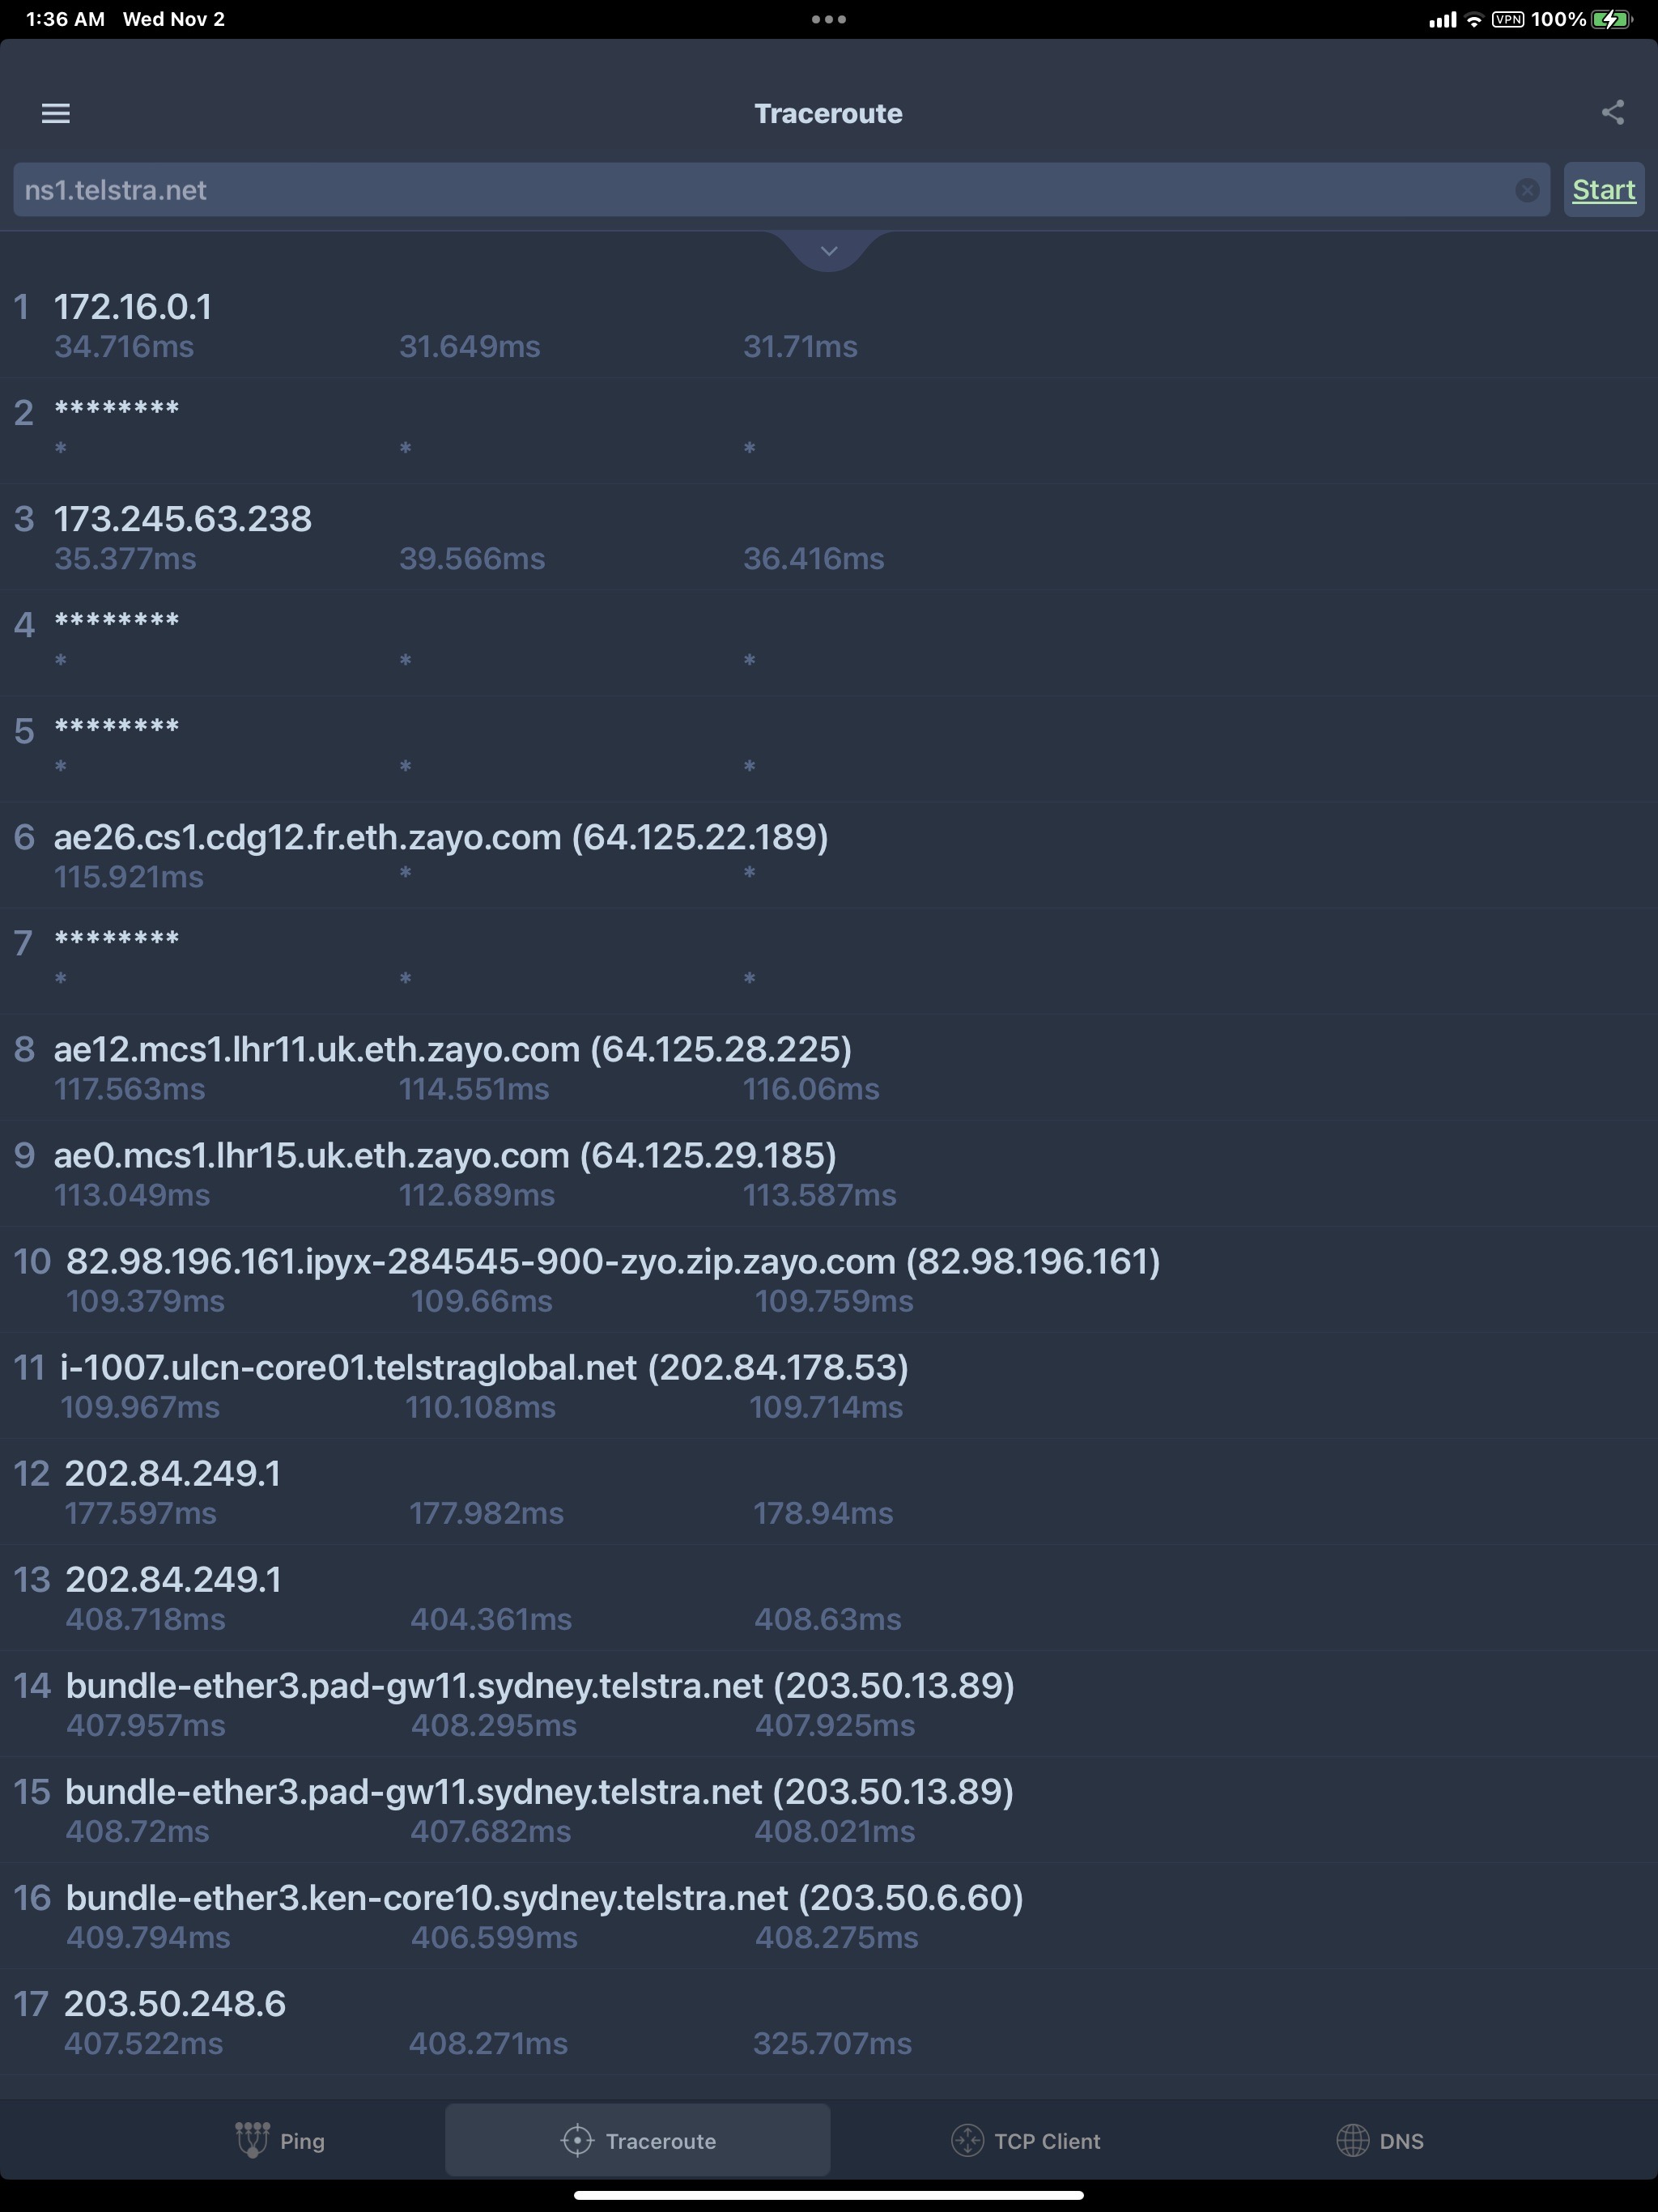 1:36 AM Wed Nov 2 VPN 100%
Traceroute
ns1.telstra.net Start
1 172.16.0.1
34.716ms 31.649ms 31.71ms
2 ********
* * *
3 173.245.63.238
35.377ms 39.566ms 36.416ms
4 ********
* * *
5 ********
* * *
6 ae26.cs1.cdg12.fr.eth.zayo.com (64.125.22.189)
115.921ms * *
7 ********
* * *
8 ae12.mcs1.lhr11.uk.eth.zayo.com (64.125.28.225)
117.563ms 114.551ms 116.06ms
9 ae0.mcs1.lhr15.uk.eth.zayo.com (64.125.29.185)
113.049ms 112.689ms 113.587ms
10 82.98.196.161.ipyx-284545-900-zyo.zip.zayo.com (82.98.196.161)
109.379ms 109.66ms 109.759ms
11 i-1007.ulcn-core01.telstraglobal.net (202.84.178.53)
109.967ms 110.108ms 109.714ms
12 202.84.249.1
177.597ms 177.982ms 178.94ms
13 202.84.249.1
408.718ms 404.361ms 408.63ms
14 bundle-ether3.pad-gw11.sydney.telstra.net (203.50.13.89)
407.957ms 408.295ms 407.925ms
15 bundle-ether3.pad-gw11.sydney.telstra.net (203.50.13.89)
408.72ms 407.682ms 408.021ms
16 bundle-ether3.ken-core10.sydney.telstra.net (203.50.6.60)
409.794ms 406.599ms 408.275ms
17 203.50.248.6
407.522ms 408.271ms 325.707ms
Ping Traceroute TCP Client DNS